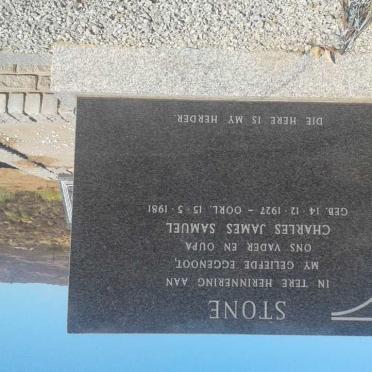 STONE
IN TERE HERINNERING AAN
MY GELIEFDE EGGENOOT,
ONS VADER EN OUPA
CHARLES JAMES SAMUEL
GEB. 14·12·1927 - OORL. 15·5·1981
DIE HERE IS MY HERDER.